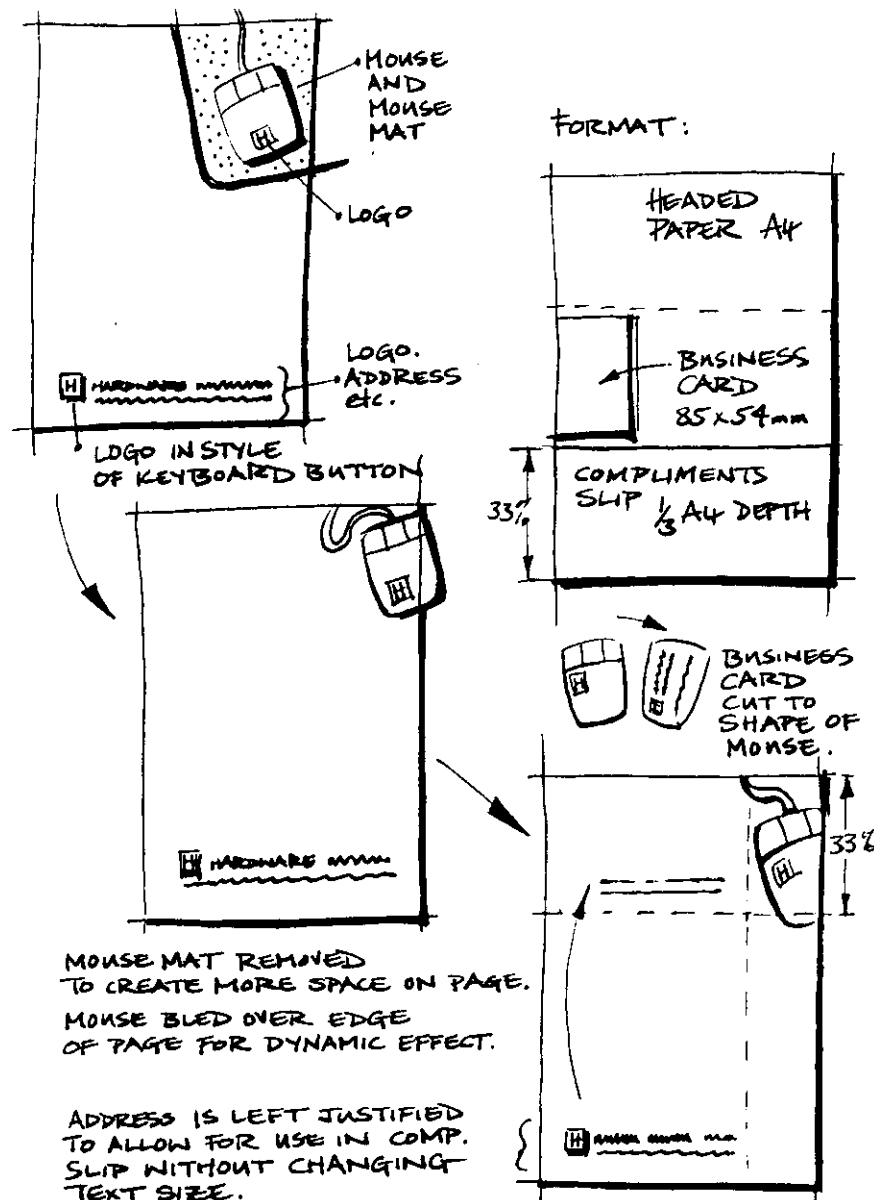 MOUSE
AND
MOUSE
MAT
H
LOGO
LOGO.
ADDRESS
etc.
H HARDWARE
LOGO IN STYLE
OF KEYBOARD BUTTON
FORMAT:
HEADED
PAPER A4
BUSINESS
CARD
85x54mm
COMPLIMENTS
SLIP
1/3 A4 DEPTH
33%
H
H HARDWARE
H
H
BUSINESS
CARD
CUT TO
SHAPE OF
MOUSE.
H
33%
H
MOUSE MAT REMOVED
TO CREATE MORE SPACE ON PAGE.
MOUSE BLED OVER EDGE
OF PAGE FOR DYNAMIC EFFECT.
ADDRESS IS LEFT JUSTIFIED
TO ALLOW FOR USE IN COMP.
SLIP WITHOUT CHANGING
TEXT SIZE.